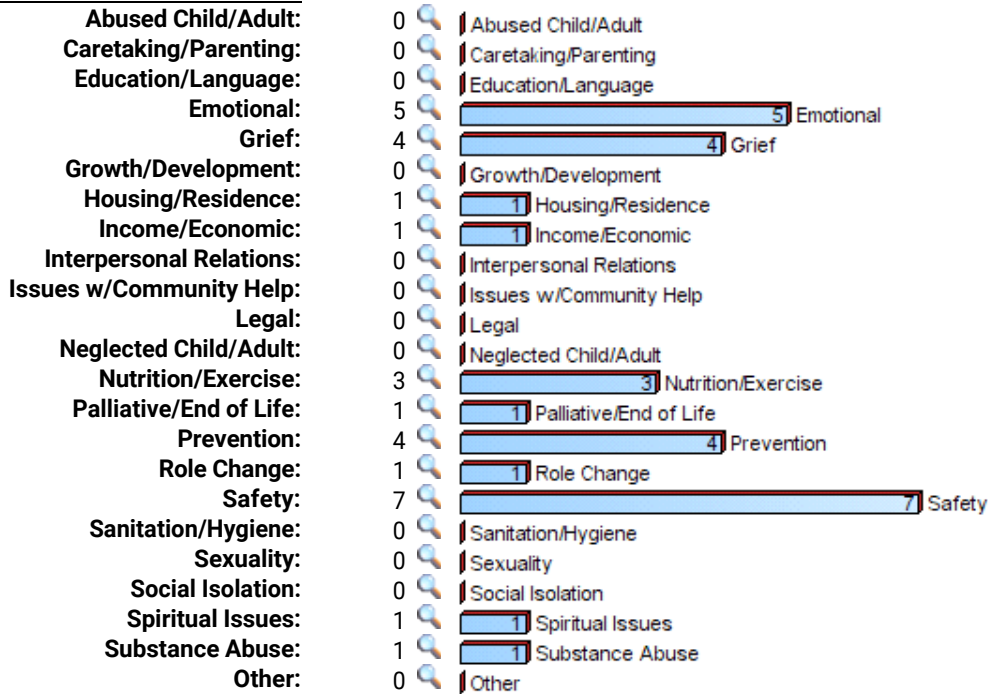 Abused Child/Adult: 0 Abused Child/Adult
Caretaking/Parenting: 0 Caretaking/Parenting
Education/Language: 0 Education/Language
Emotional: 5 5 Emotional
Grief: 4 4 Grief
Growth/Development: 0 Growth/Development
Housing/Residence: 1 1 Housing/Residence
Income/Economic: 1 1 Income/Economic
Interpersonal Relations: 0 Interpersonal Relations
Issues w/Community Help: 0 Issues w/Community Help
Legal: 0 Legal
Neglected Child/Adult: 0 Neglected Child/Adult
Nutrition/Exercise: 3 3 Nutrition/Exercise
Palliative/End of Life: 1 1 Palliative/End of Life
Prevention: 4 4 Prevention
Role Change: 1 1 Role Change
Safety: 7 7 Safety
Sanitation/Hygiene: 0 Sanitation/Hygiene
Sexuality: 0 Sexuality
Social Isolation: 0 Social Isolation
Spiritual Issues: 1 1 Spiritual Issues
Substance Abuse: 1 1 Substance Abuse
Other: 0 Other